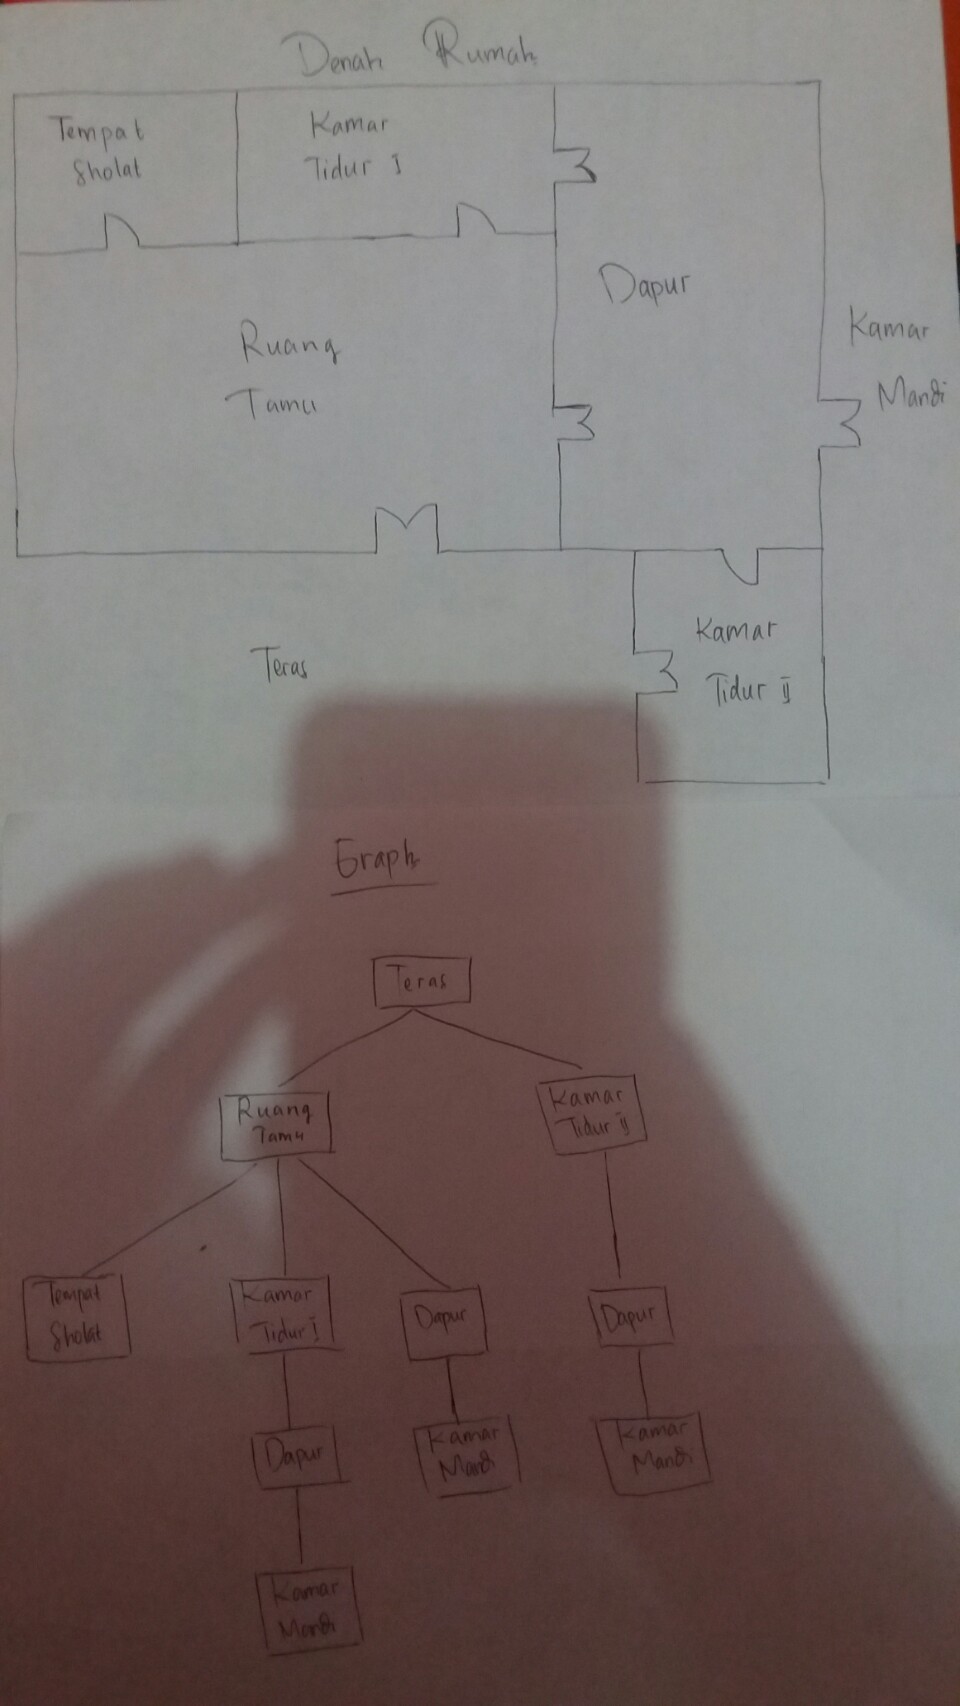 Denah Rumah
Tempat
Sholat
Kamar
Tidur I
Dapur
Ruang
Tamu
Kamar
Mandi
Teras
Kamar
Tidur II
Graph
Teras
Ruang
Tamu
Kamar
Tidur II
Tempat
Sholat
Kamar
Tidur I
Dapur
Dapur
Dapur
Kamar
Mandi
Kamar
Mandi
Kamar
Mandi